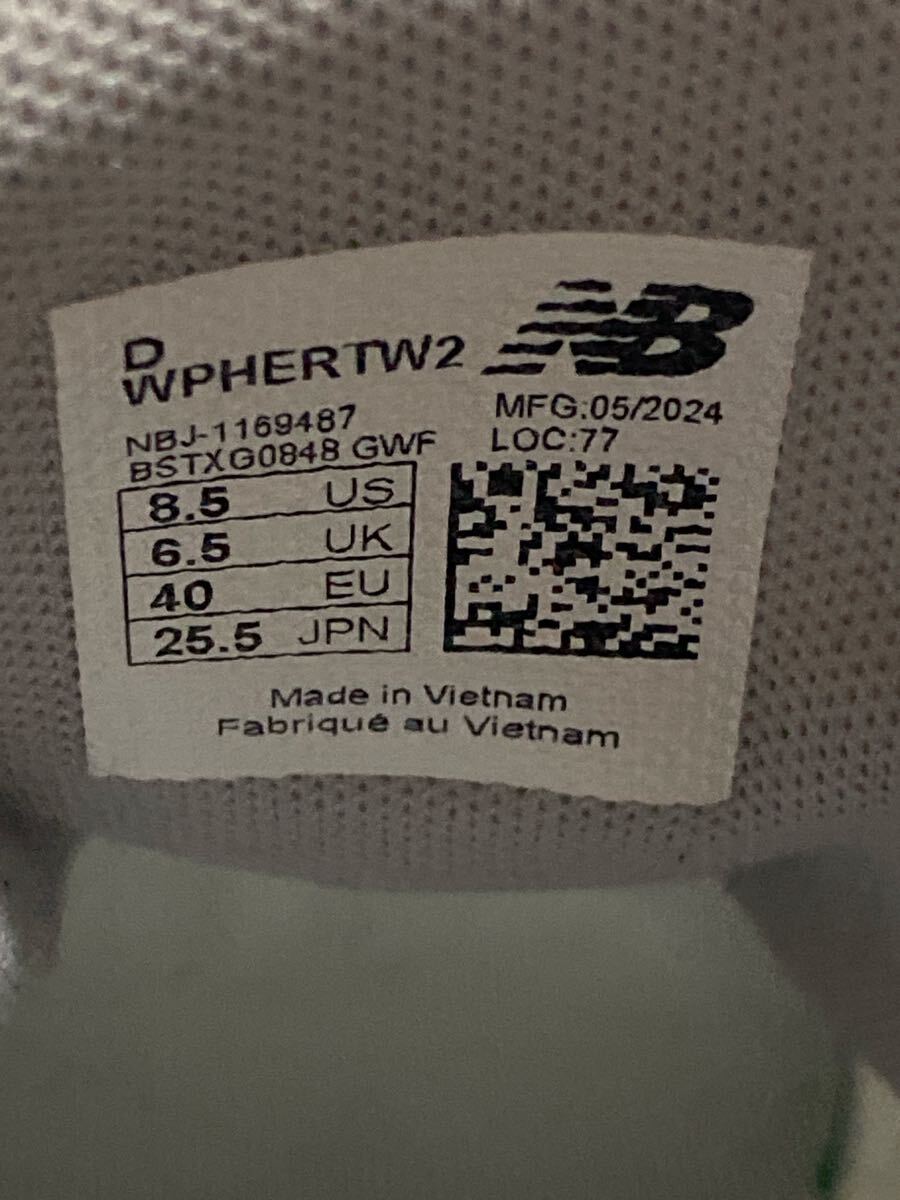 D
WPHERTW2
NB
NBJ-1169487
BSTXG0848 GWF
MFG:05/2024
LOC:77
8.5 US
6.5 UK
40 EU
25.5 JPN
Made in Vietnam
Fabriqué au Vietnam